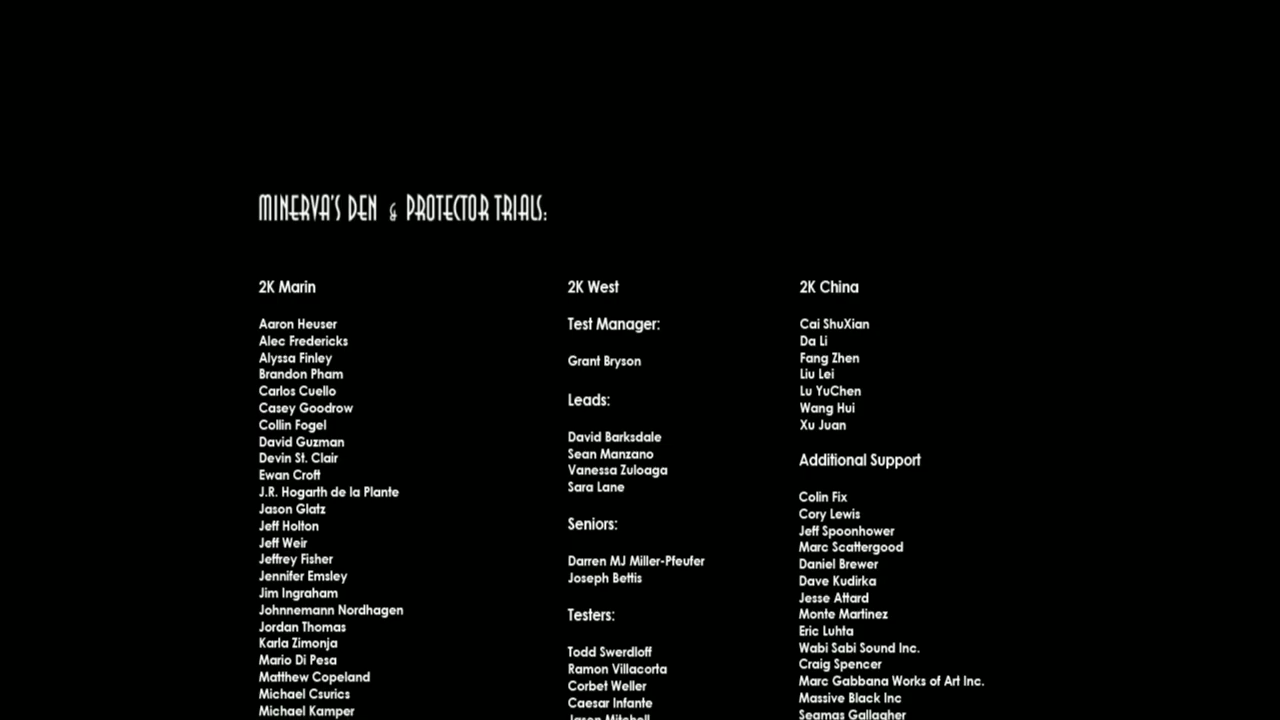 MINERVA'S DEN & PROTECTOR TRIALS:
2K Marin
Aaron Heuser
Alec Fredericks
Alyssa Finley
Brandon Pham
Carlos Cuello
Casey Goodrow
Collin Fogel
David Guzman
Devin St. Clair
Ewan Croft
J.R. Hogarth de la Plante
Jason Glatz
Jeff Holton
Jeff Weir
Jeffrey Fisher
Jennifer Emsley
Jim Ingraham
Johnnemann Nordhagen
Jordan Thomas
Karla Zimonja
Mario Di Pesa
Matthew Copeland
Michael Csurics
Michael Kamper
2K West
Test Manager:
Grant Bryson
Leads:
David Barksdale
Sean Manzano
Vanessa Zuloaga
Sara Lane
Seniors:
Darren MJ Miller-Pfeufer
Joseph Bettis
Testers:
Todd Swerdloff
Ramon Villacorta
Corbet Weller
Caesar Infante
Jason Mitchell
2K China
Cai ShuXian
Da Li
Fang Zhen
Liu Lei
Lu YuChen
Wang Hui
Xu Juan
Additional Support
Colin Fix
Cory Lewis
Jeff Spoonhower
Marc Scattergood
Daniel Brewer
Dave Kudirka
Jesse Attard
Monte Martinez
Eric Luhta
Wabi Sabi Sound Inc.
Craig Spencer
Marc Gabbana Works of Art Inc.
Massive Black Inc
Seamas Gallagher